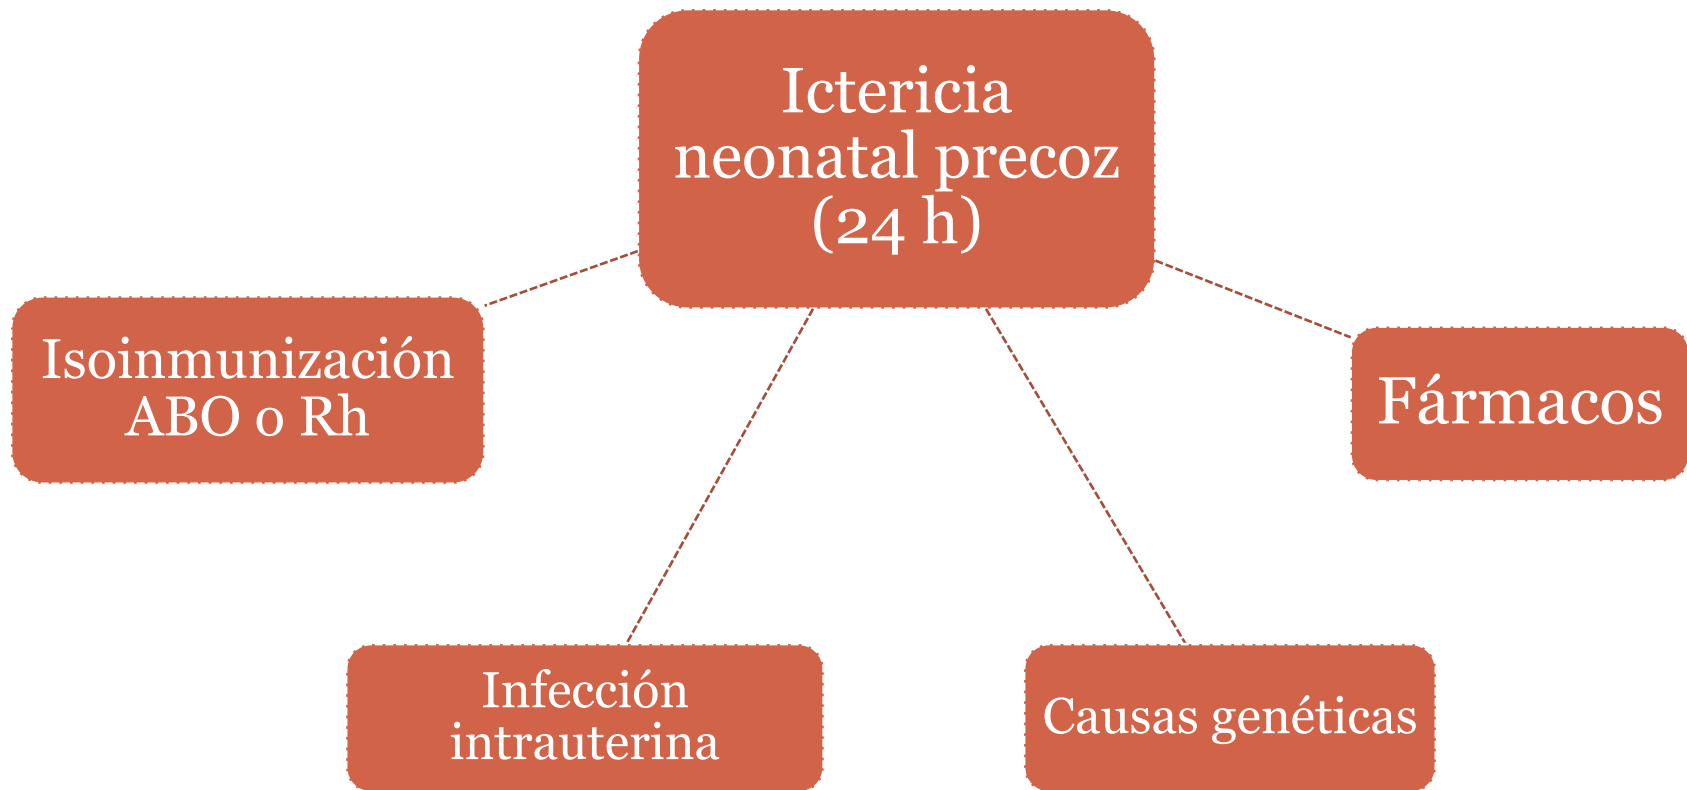 Ictericia
neonatal precoz
(24 h)
Isoinmunización
ABO o Rh
Fármacos
Infección
intrauterina
Causas genéticas